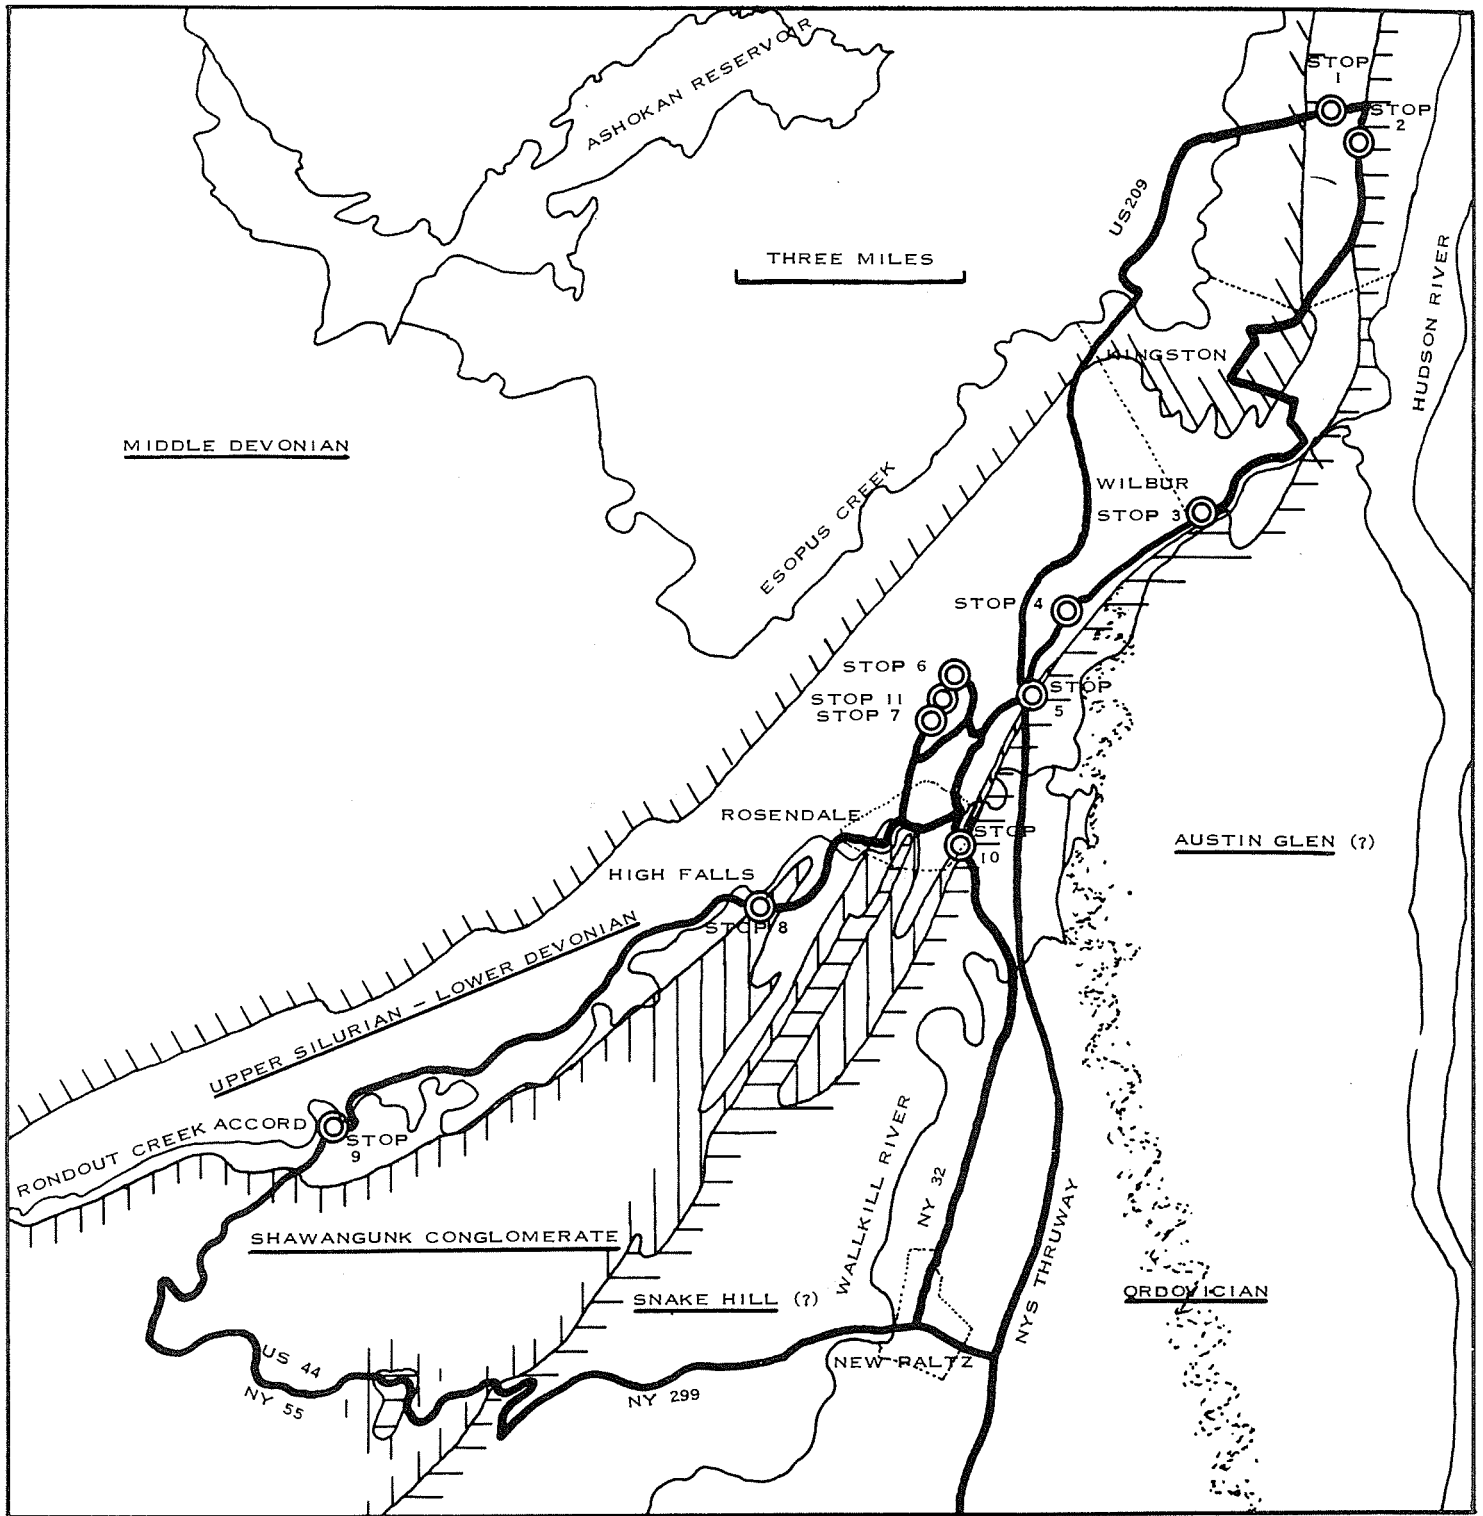 ASHOKAN RESERVOIR
STOP
1
STOP
2
US209
THREE MILES
HUDSON RIVER
KINGSTON
MIDDLE DEVONIAN
ESOPUS CREEK
WILBUR
STOP 3
STOP 4
STOP 6
STOP 11
STOP 7
STOP
5
ROSENDALE
STOP
10
AUSTIN GLEN (?)
HIGH FALLS
STOP 8
UPPER SILURIAN - LOWER DEVONIAN
RONDOUT CREEK
ACCORD
STOP
9
WALLKILL RIVER
NY 32
NYS THRUWAY
SHAWANGUNK CONGLOMERATE
SNAKE HILL (?)
ORDOVICIAN
US 44
NY 55
NEW PALTZ
NY 299